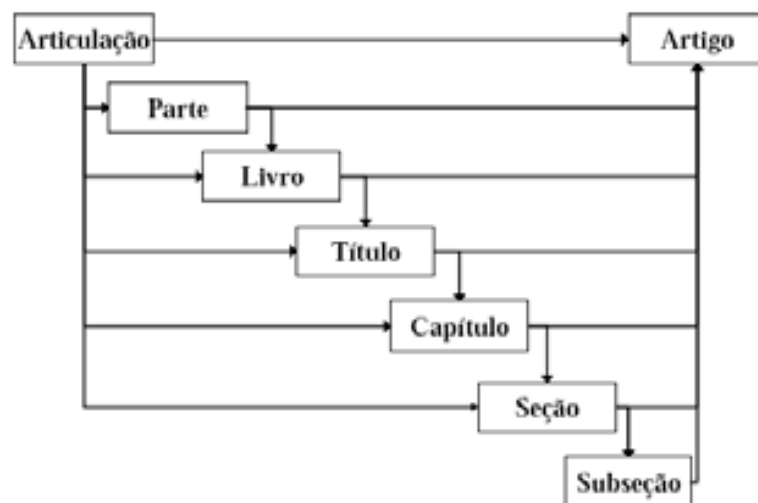 Articulação
Artigo
Parte
Livro
Título
Capítulo
Seção
Subseção